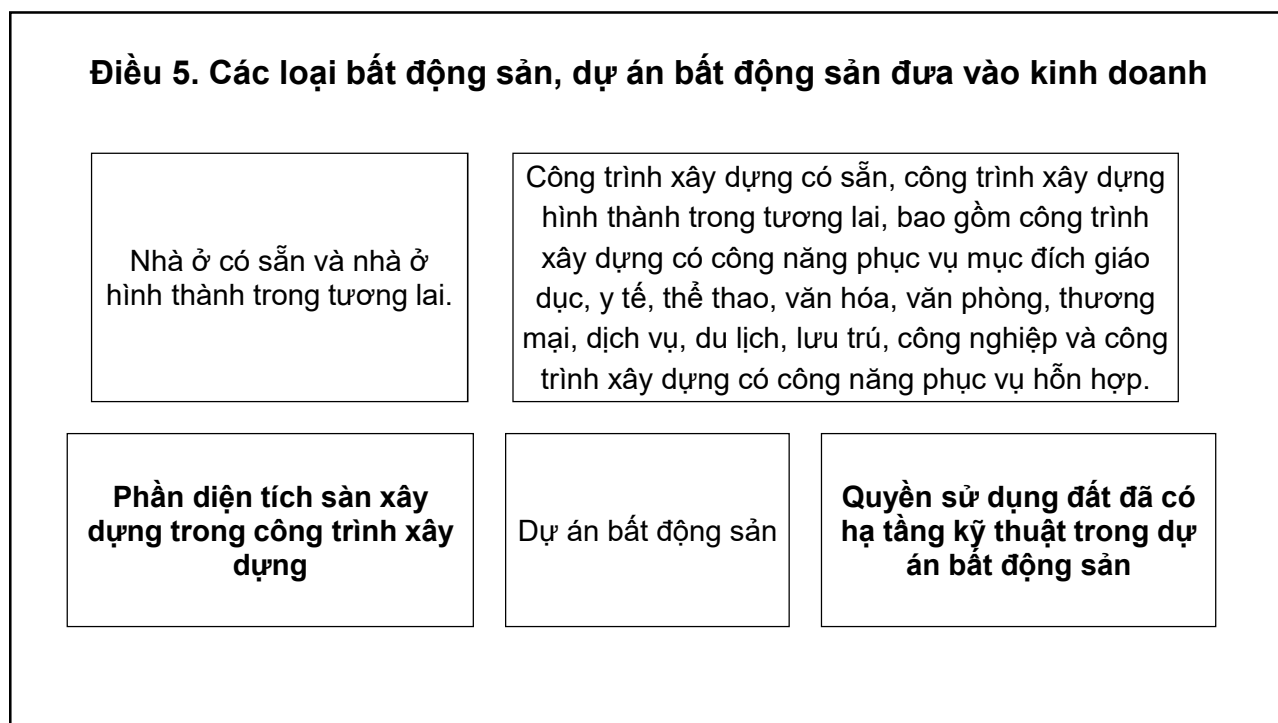 Điều 5. Các loại bất động sản, dự án bất động sản đưa vào kinh doanh
Nhà ở có sẵn và nhà ở
hình thành trong tương lai.
Công trình xây dựng có sẵn, công trình xây dựng
hình thành trong tương lai, bao gồm công trình
xây dựng có công năng phục vụ mục đích giáo
dục, y tế, thể thao, văn hóa, văn phòng, thương
mại, dịch vụ, du lịch, lưu trú, công nghiệp và công
trình xây dựng có công năng phục vụ hỗn hợp.
Phần diện tích sàn xây
dựng trong công trình xây
dựng
Dự án bất động sản
Quyền sử dụng đất đã có
hạ tầng kỹ thuật trong dự
án bất động sản